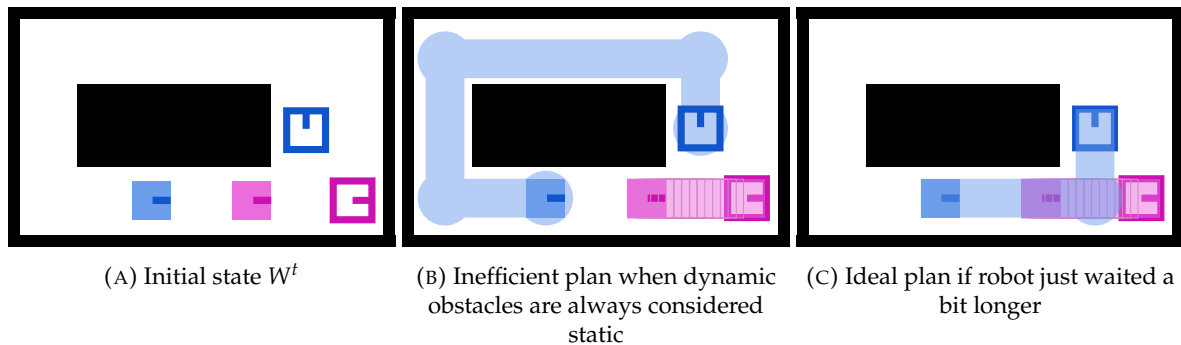 (A) Initial state Wᵗ
(B) Inefficient plan when dynamic
obstacles are always considered
static
(C) Ideal plan if robot just waited a
bit longer